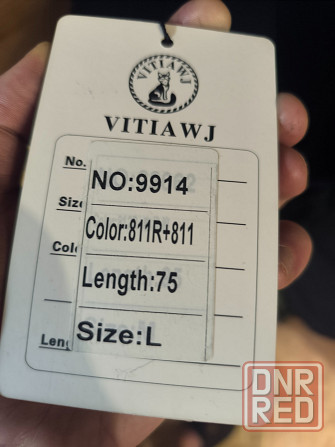 VITIAWJ
VITIAWJ
No.
NO:9914
Size
Color:811R+811
Colo
Length:75
Leng
Size:L
DNR
RED